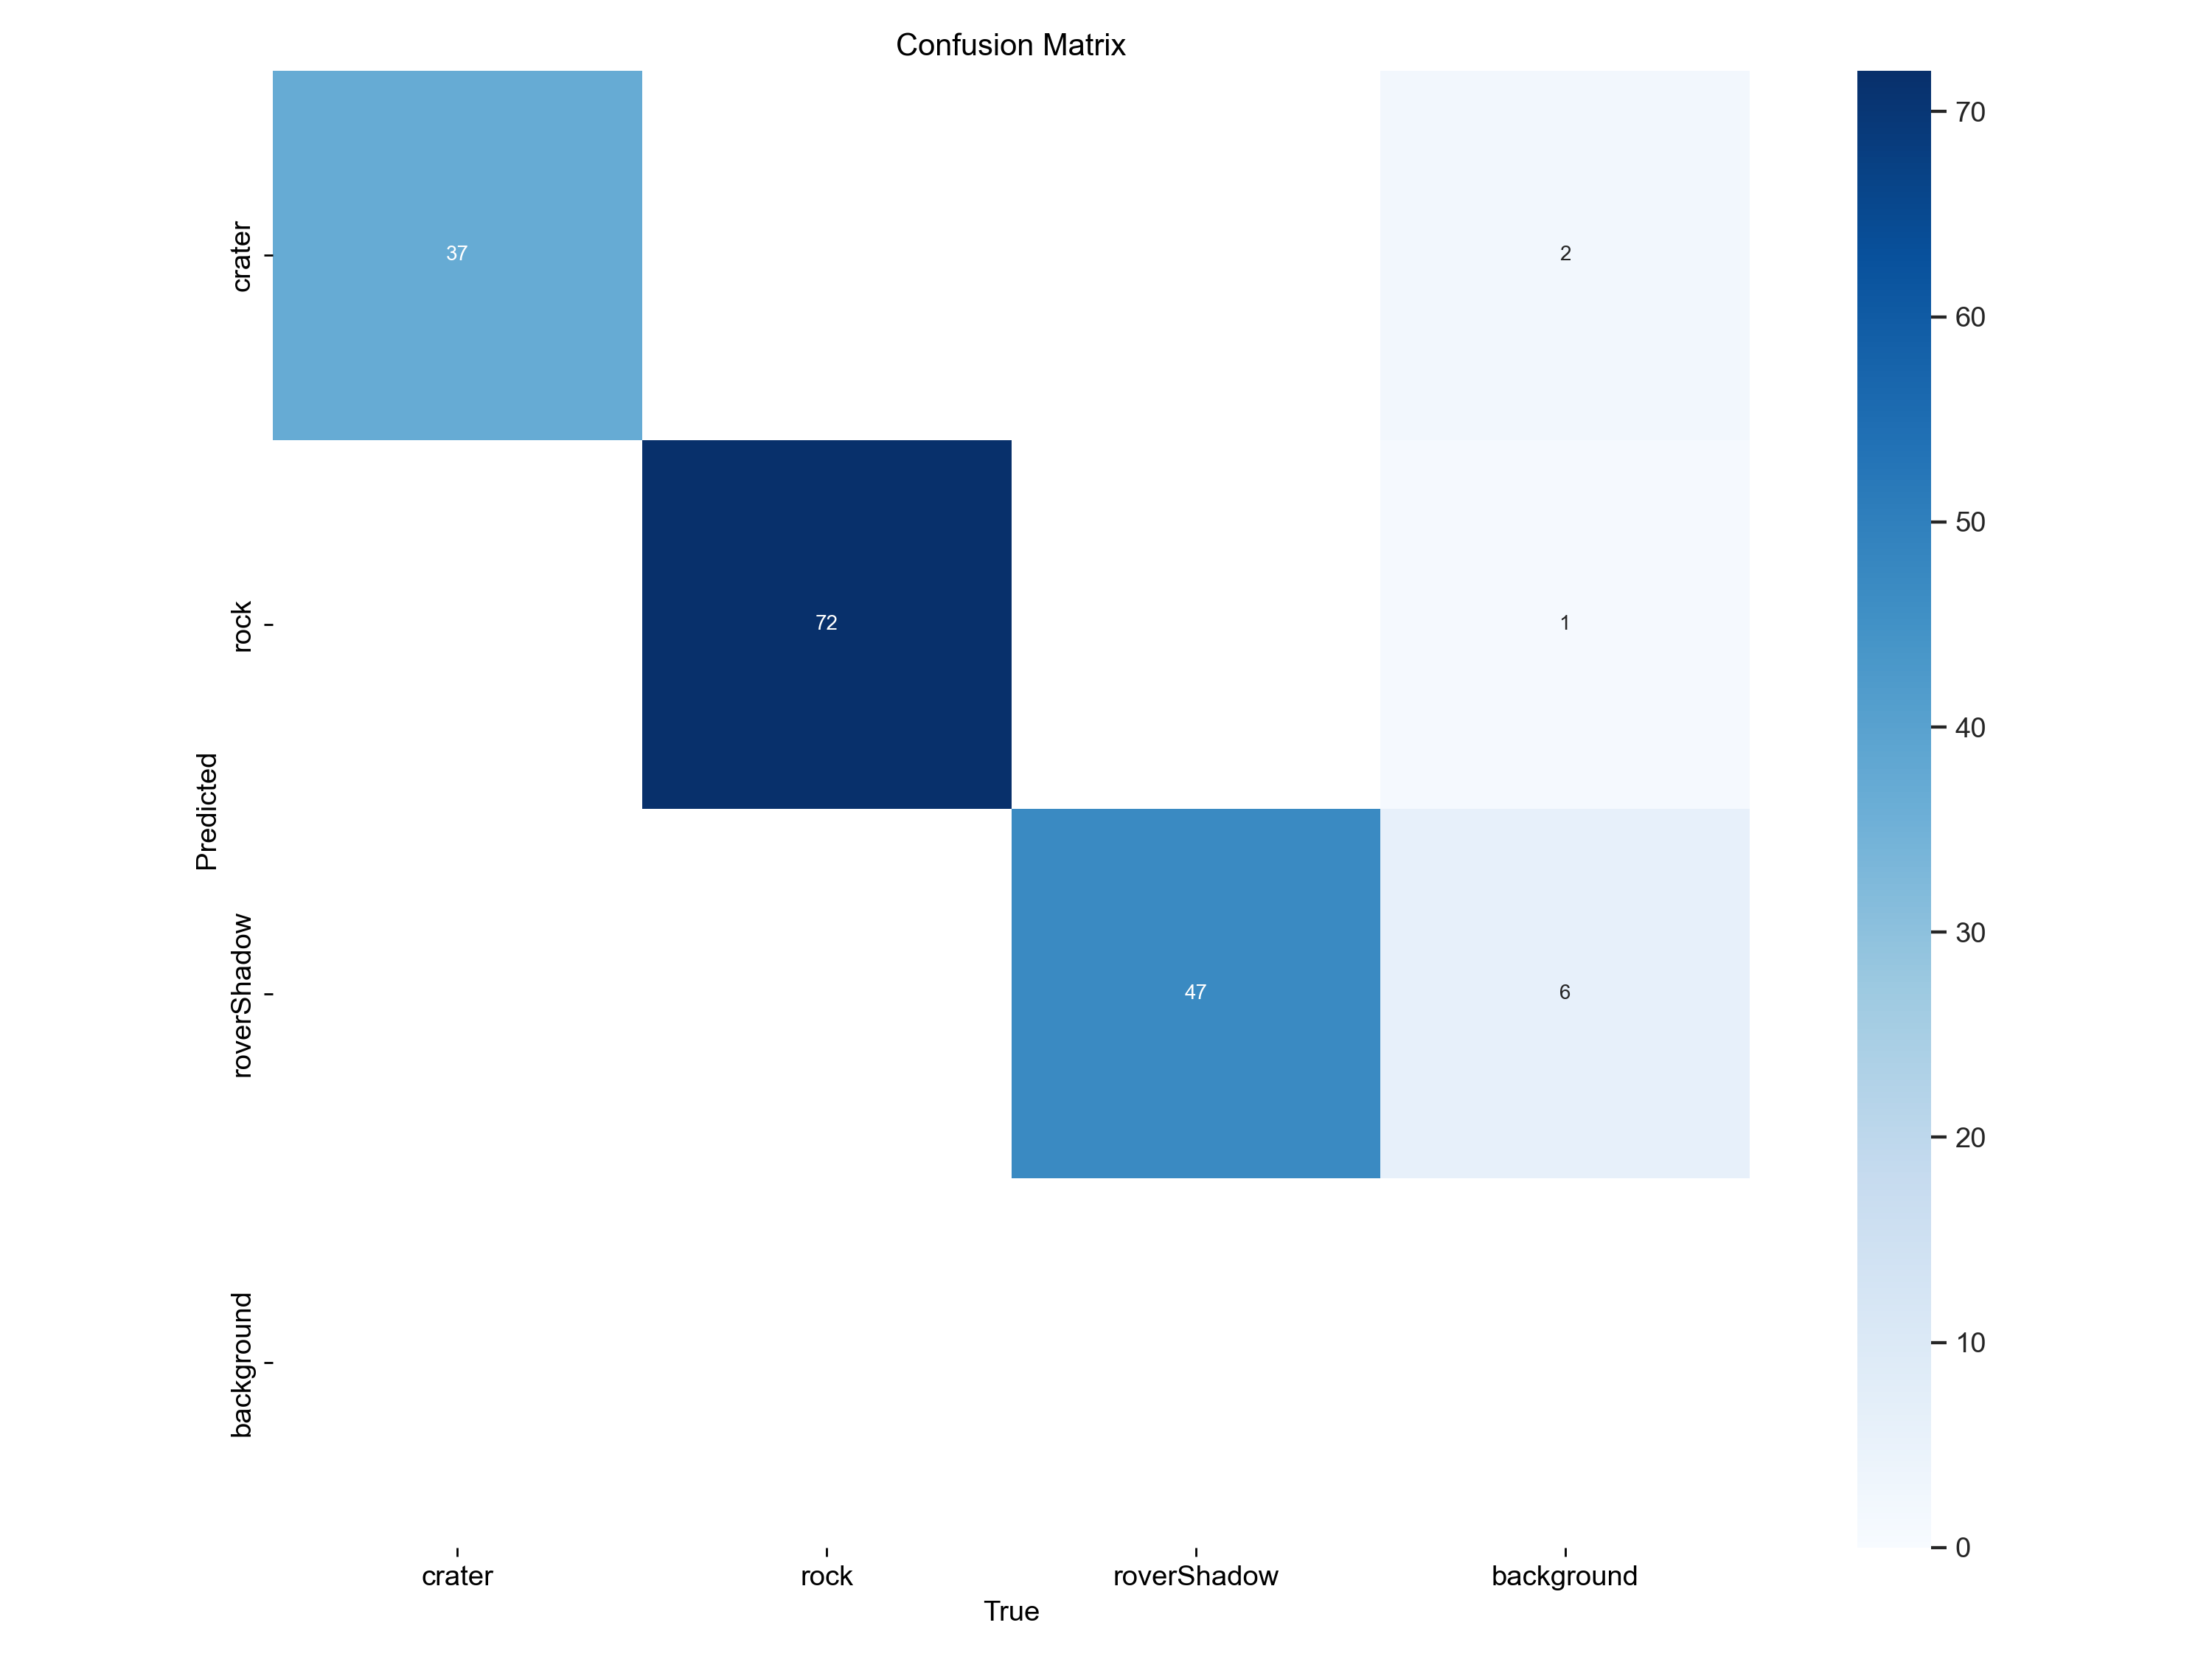 Confusion Matrix
crater
rock
roverShadow
background
Predicted
37
2
72
1
47
6
crater
rock
roverShadow
background
True
70
60
50
40
30
20
10
0